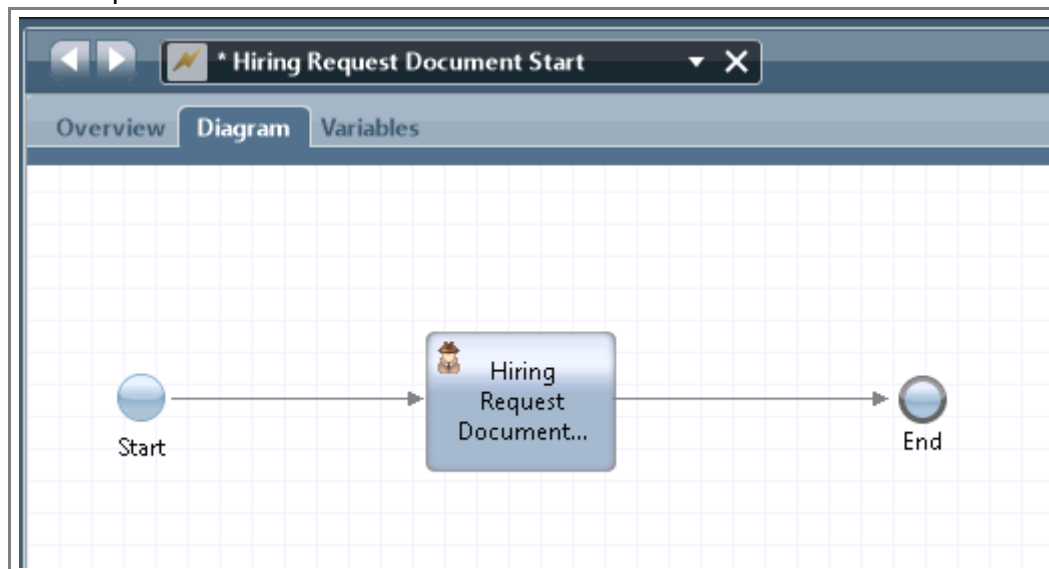 * Hiring Request Document Start
Overview Diagram Variables
Hiring
Request
Document...
Start
End